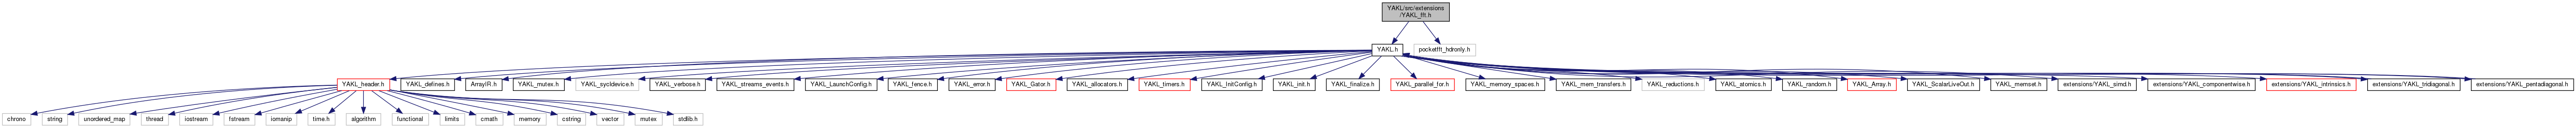 YAKL/src/extensions
/YAKL_fft.h
YAKL.h
pocketfft_hdronly.h
YAKL_header.h
YAKL_defines.h
ArrayIR.h
YAKL_mutex.h
YAKL_sycldevice.h
YAKL_verbose.h
YAKL_streams_events.h
YAKL_LaunchConfig.h
YAKL_fence.h
YAKL_error.h
YAKL_Gator.h
YAKL_allocators.h
YAKL_timers.h
YAKL_InitConfig.h
YAKL_init.h
YAKL_finalize.h
YAKL_parallel_for.h
YAKL_memory_spaces.h
YAKL_mem_transfers.h
YAKL_reductions.h
YAKL_atomics.h
YAKL_random.h
YAKL_Array.h
YAKL_ScalarLiveOut.h
YAKL_memset.h
extensions/YAKL_simd.h
extensions/YAKL_componentwise.h
extensions/YAKL_intrinsics.h
extensions/YAKL_tridiagonal.h
extensions/YAKL_pentadiagonal.h
chrono
string
unordered_map
thread
iostream
fstream
iomanip
time.h
algorithm
functional
limits
cmath
memory
cstring
vector
mutex
stdlib.h